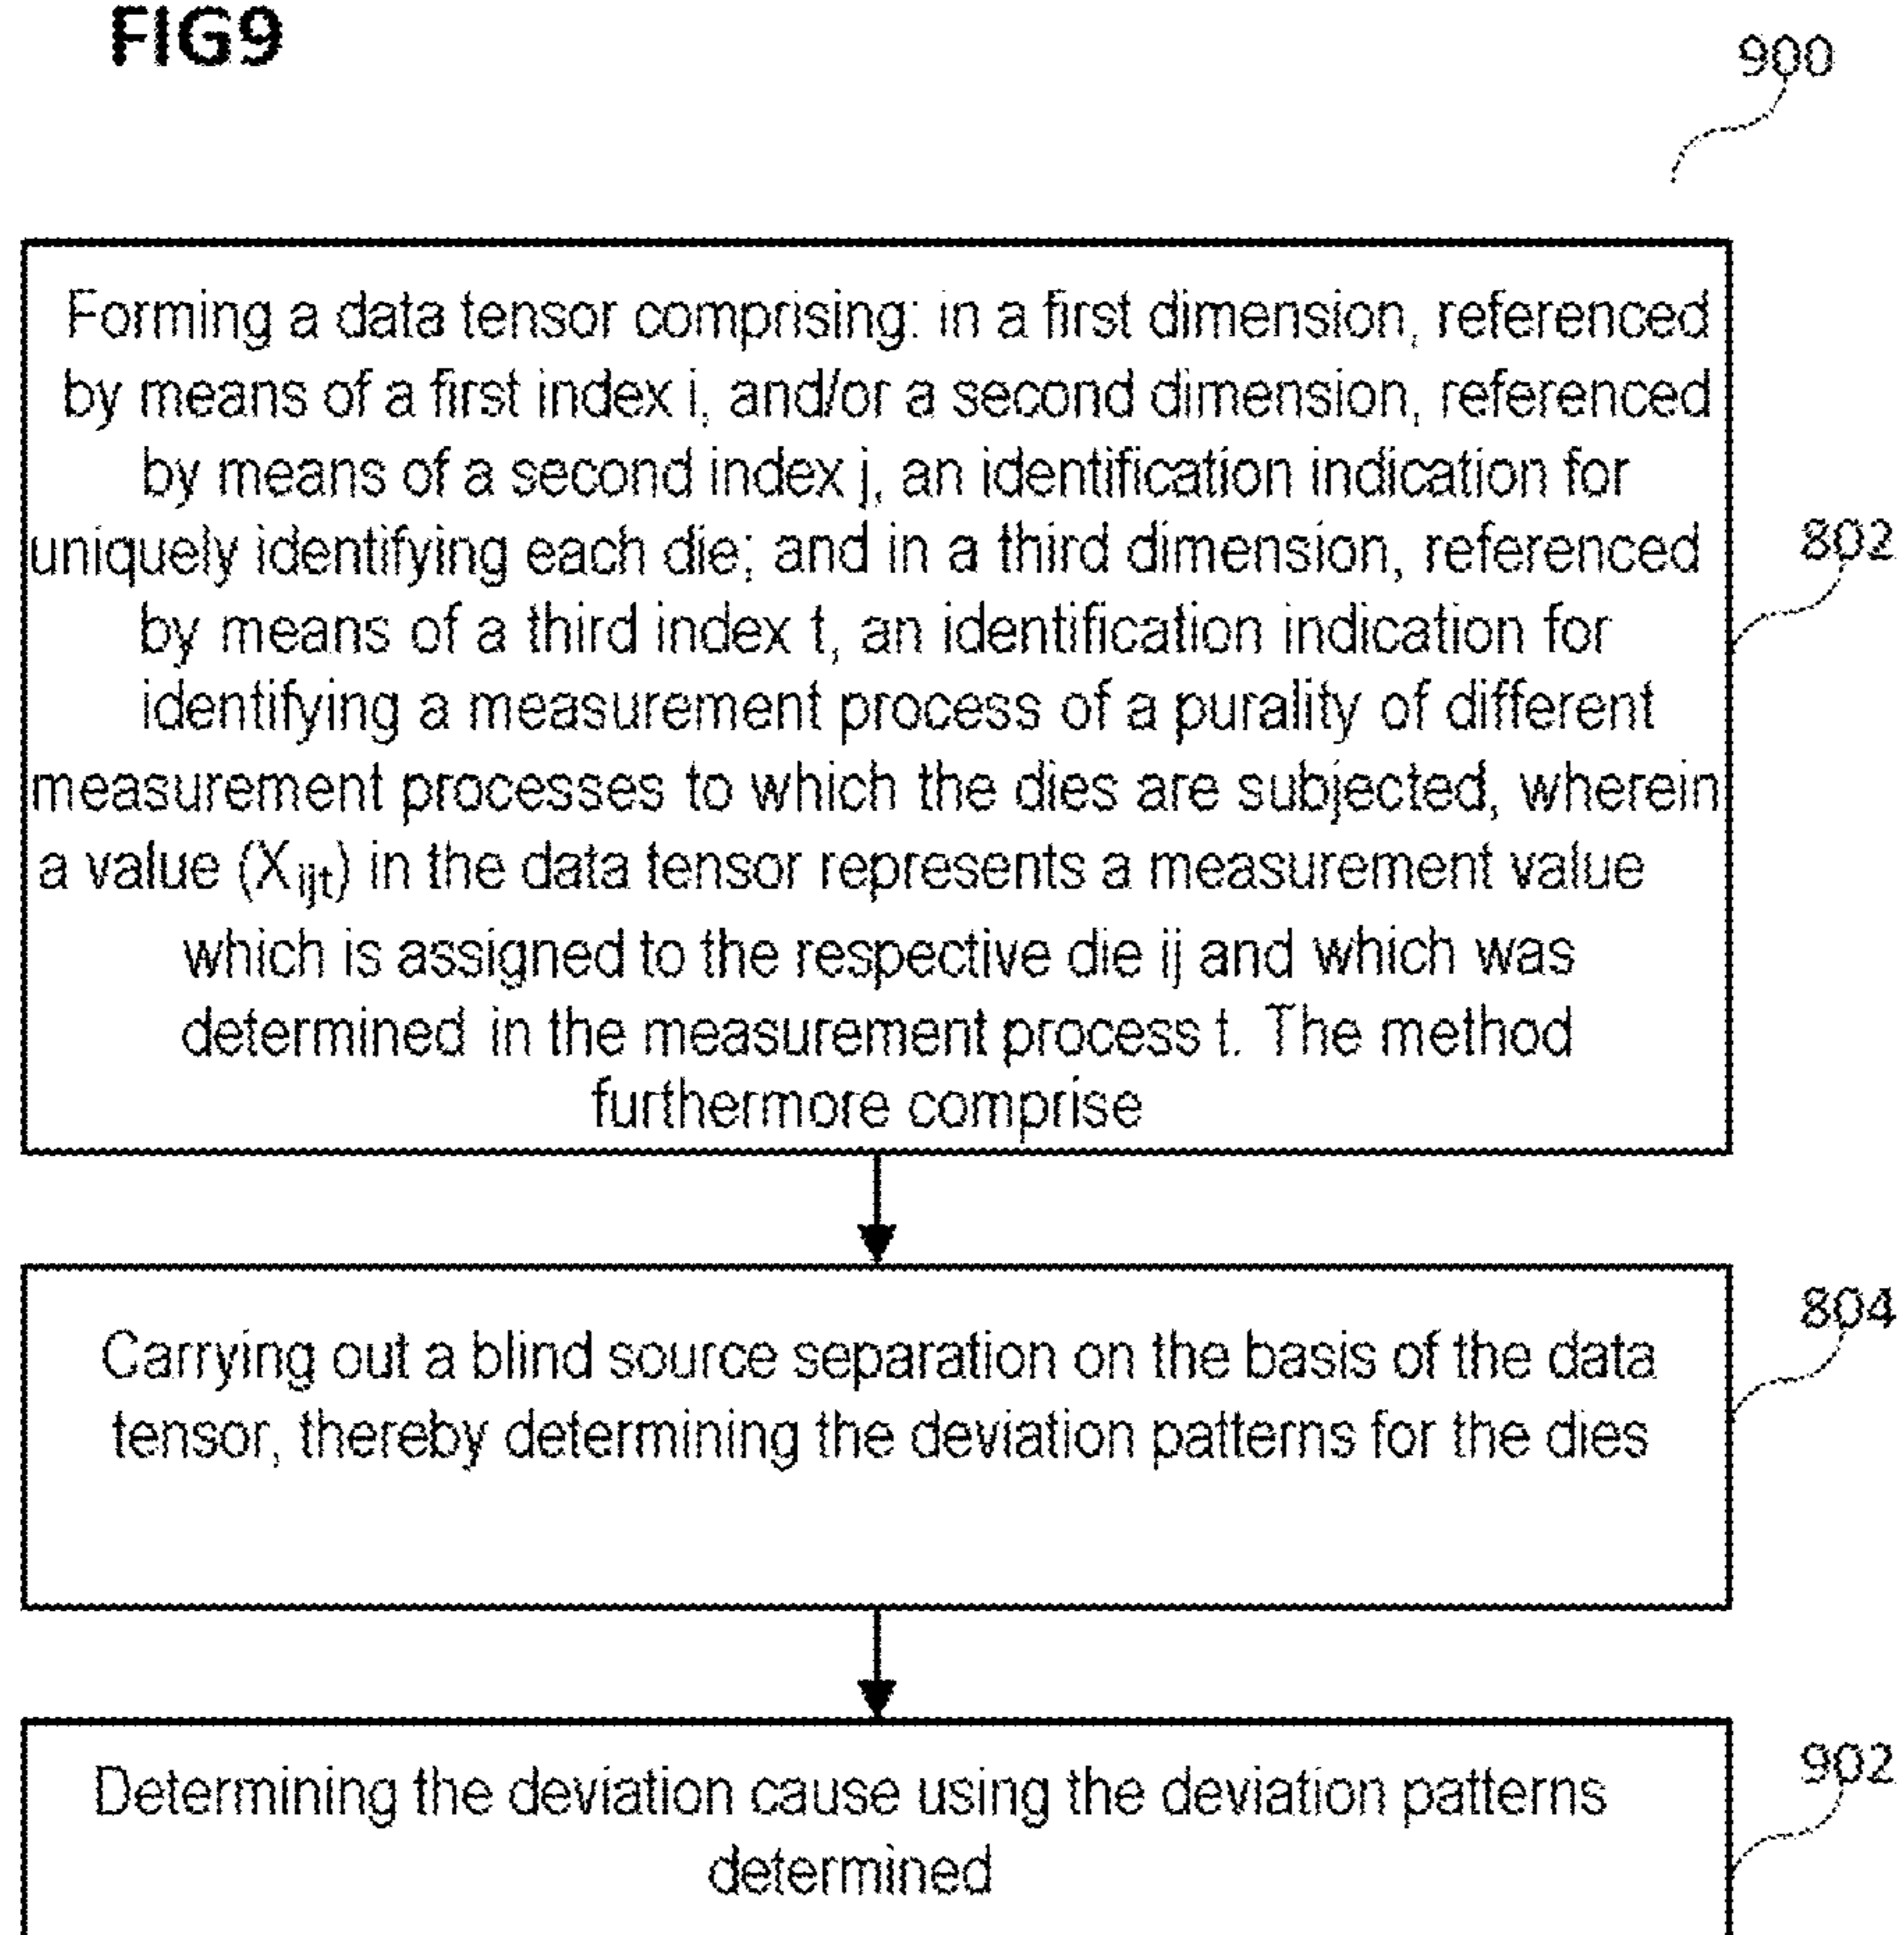 FIG9
900
Forming a data tensor comprising: in a first dimension, referenced
by means of a first index i, and/or a second dimension, referenced
by means of a second index j, an identification indication for
uniquely identifying each die; and in a third dimension, referenced
802
by means of a third index t, an identification indication for
identifying a measurement process of a purality of different
measurement processes to which the dies are subjected, wherein
a value (Xijt) in the data tensor represents a measurement value
which is assigned to the respective die ij and which was
determined in the measurement process t. The method
furthermore comprise
804
Carrying out a blind source separation on the basis of the data
tensor, thereby determining the deviation patterns for the dies
902
Determining the deviation cause using the deviation patterns
determined